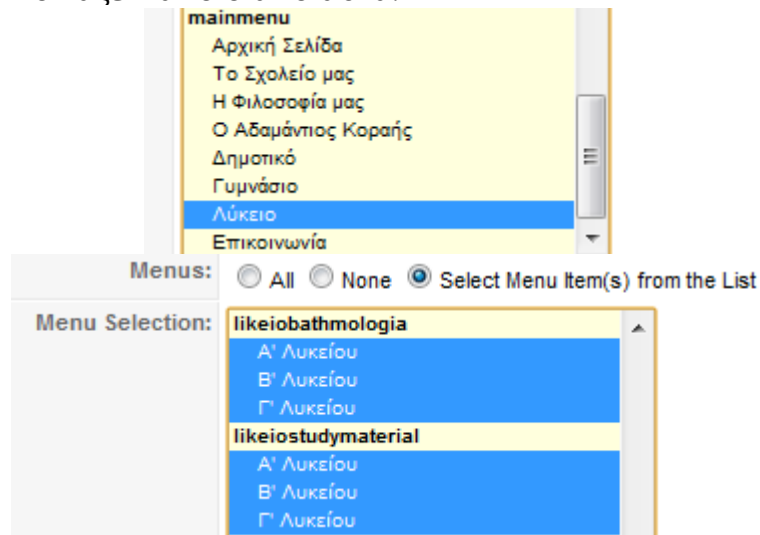 mainmenu
Αρχική Σελίδα
Το Σχολείο μας
Η Φιλοσοφία μας
Ο Αδαμάντιος Κοραής
Δημοτικό
Γυμνάσιο
Λύκειο
Επικοινωνία
Menus: All None Select Menu Item(s) from the List
Menu Selection: likeiobathmologia
Α' Λυκείου
Β' Λυκείου
Γ' Λυκείου
likeiostudymaterial
Α' Λυκείου
Β' Λυκείου
Γ' Λυκείου